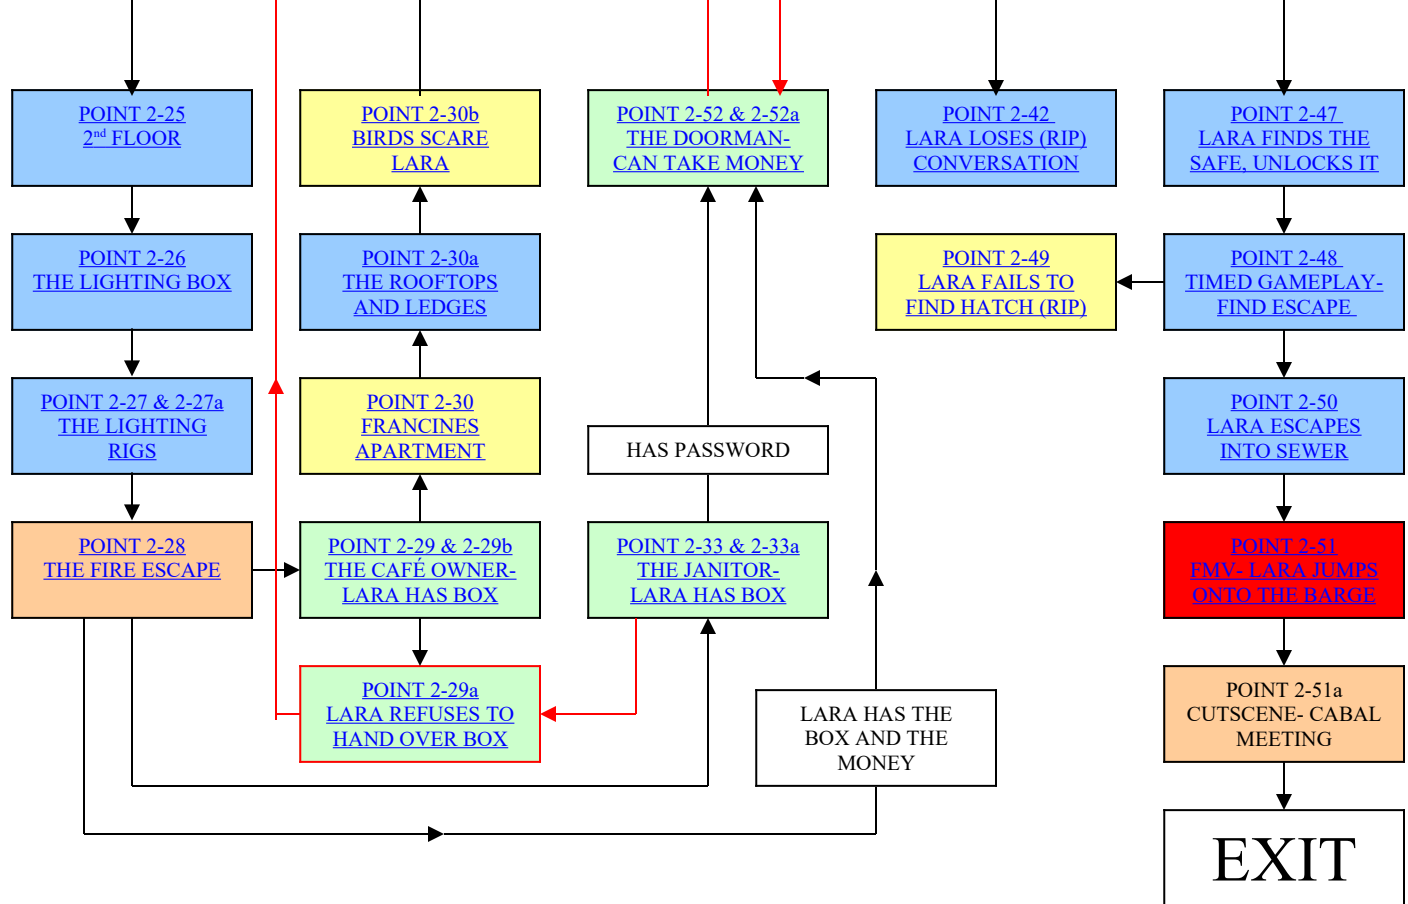 POINT 2-25
2nd FLOOR
POINT 2-30b
BIRDS SCARE
LARA
POINT 2-52 & 2-52a
THE DOORMAN-
CAN TAKE MONEY
POINT 2-42
LARA LOSES (RIP)
CONVERSATION
POINT 2-47
LARA FINDS THE
SAFE, UNLOCKS IT
POINT 2-26
THE LIGHTING BOX
POINT 2-30a
THE ROOFTOPS
AND LEDGES
POINT 2-49
LARA FAILS TO
FIND HATCH (RIP)
POINT 2-48
TIMED GAMEPLAY-
FIND ESCAPE
POINT 2-27 & 2-27a
THE LIGHTING
RIGS
POINT 2-30
FRANCINES
APARTMENT
HAS PASSWORD
POINT 2-50
LARA ESCAPES
INTO SEWER
POINT 2-28
THE FIRE ESCAPE
POINT 2-29 & 2-29b
THE CAFÉ OWNER-
LARA HAS BOX
POINT 2-33 & 2-33a
THE JANITOR-
LARA HAS BOX
POINT 2-51
FMV- LARA JUMPS
ONTO THE BARGE
POINT 2-29a
LARA REFUSES TO
HAND OVER BOX
LARA HAS THE
BOX AND THE
MONEY
POINT 2-51a
CUTSCENE- CABAL
MEETING
EXIT